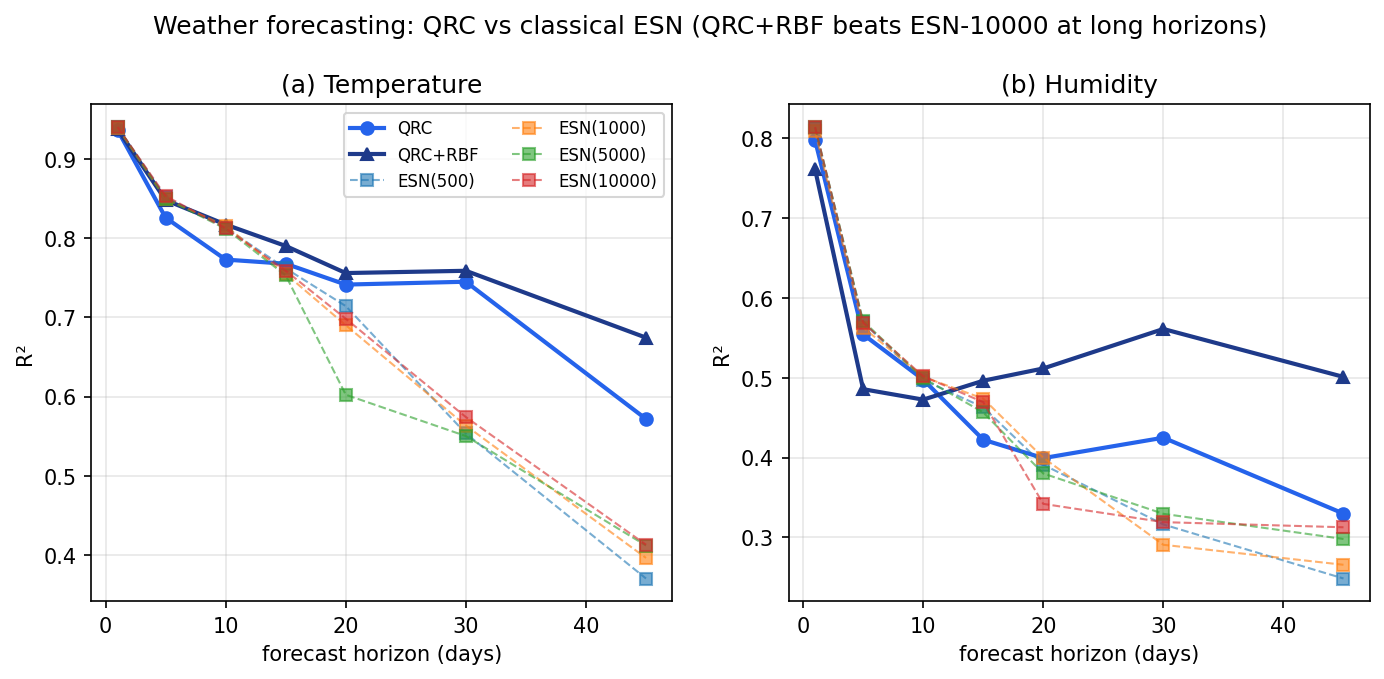 Weather forecasting: QRC vs classical ESN (QRC+RBF beats ESN-10000 at long horizons)
(a) Temperature
QRC
QRC+RBF
ESN(500)
ESN(1000)
ESN(5000)
ESN(10000)
R²
0.9
0.8
0.7
0.6
0.5
0.4
0
10
20
30
40
forecast horizon (days)
(b) Humidity
R²
0.8
0.7
0.6
0.5
0.4
0.3
0
10
20
30
40
forecast horizon (days)